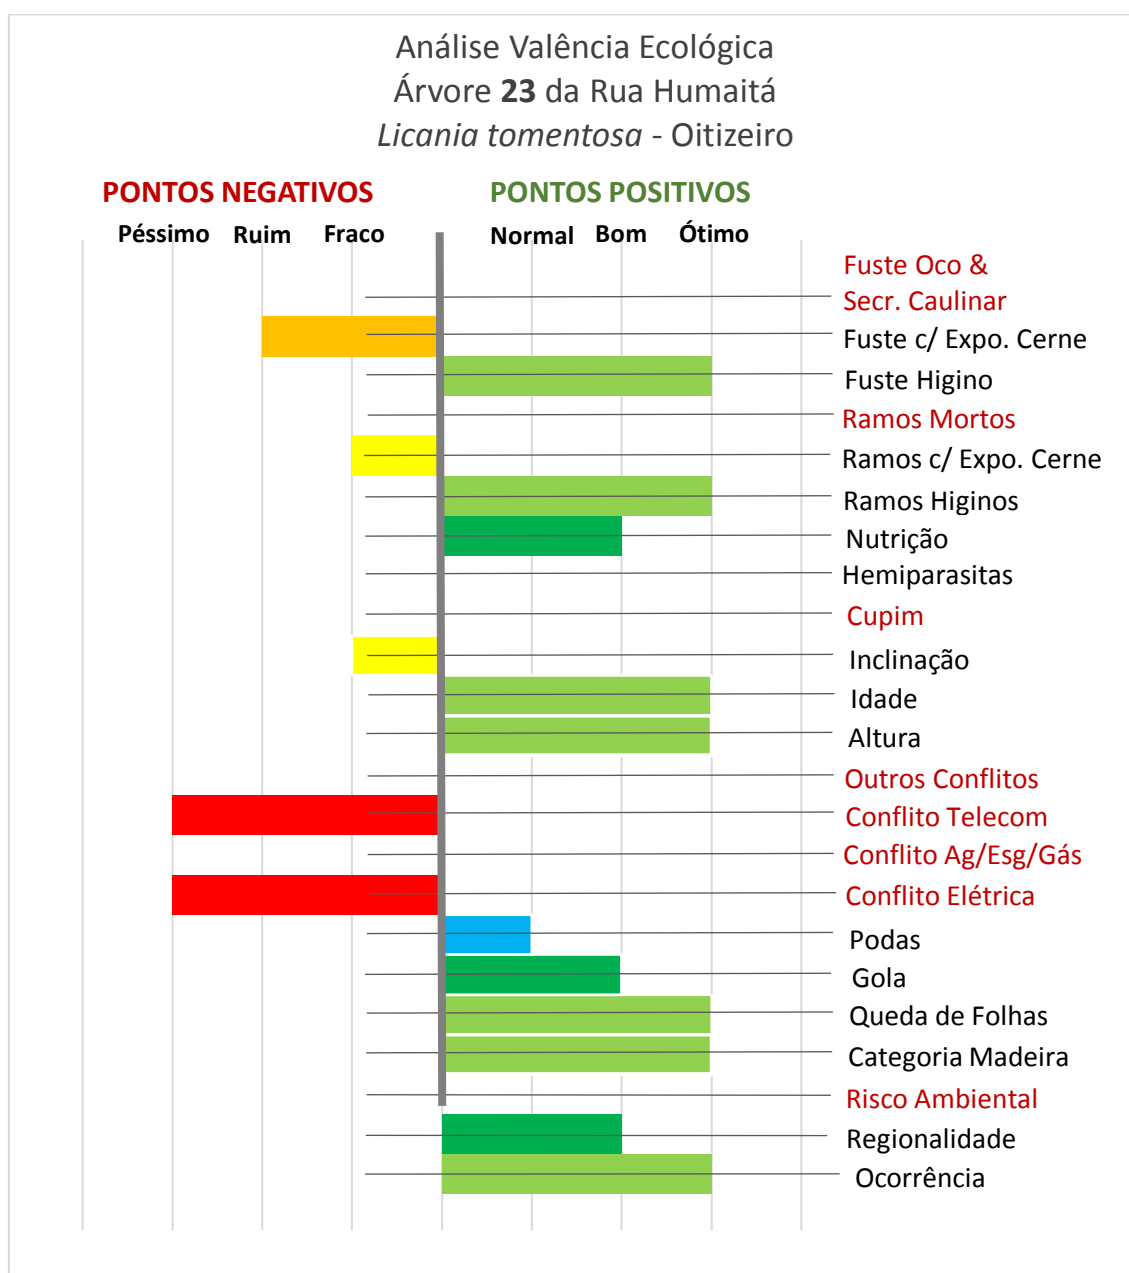 Análise Valência Ecológica
Árvore 23 da Rua Humaitá
Licania tomentosa - Oitizeiro
PONTOS NEGATIVOS PONTOS POSITIVOS
Péssimo Ruim Fraco Normal Bom Ótimo
Fuste Oco &
Secr. Caulinar
Fuste c/ Expo. Cerne
Fuste Higino
Ramos Mortos
Ramos c/ Expo. Cerne
Ramos Higinos
Nutrição
Hemiparasitas
Cupim
Inclinação
Idade
Altura
Outros Conflitos
Conflito Telecom
Conflito Ag/Esg/Gás
Conflito Elétrica
Podas
Gola
Queda de Folhas
Categoria Madeira
Risco Ambiental
Regionalidade
Ocorrência